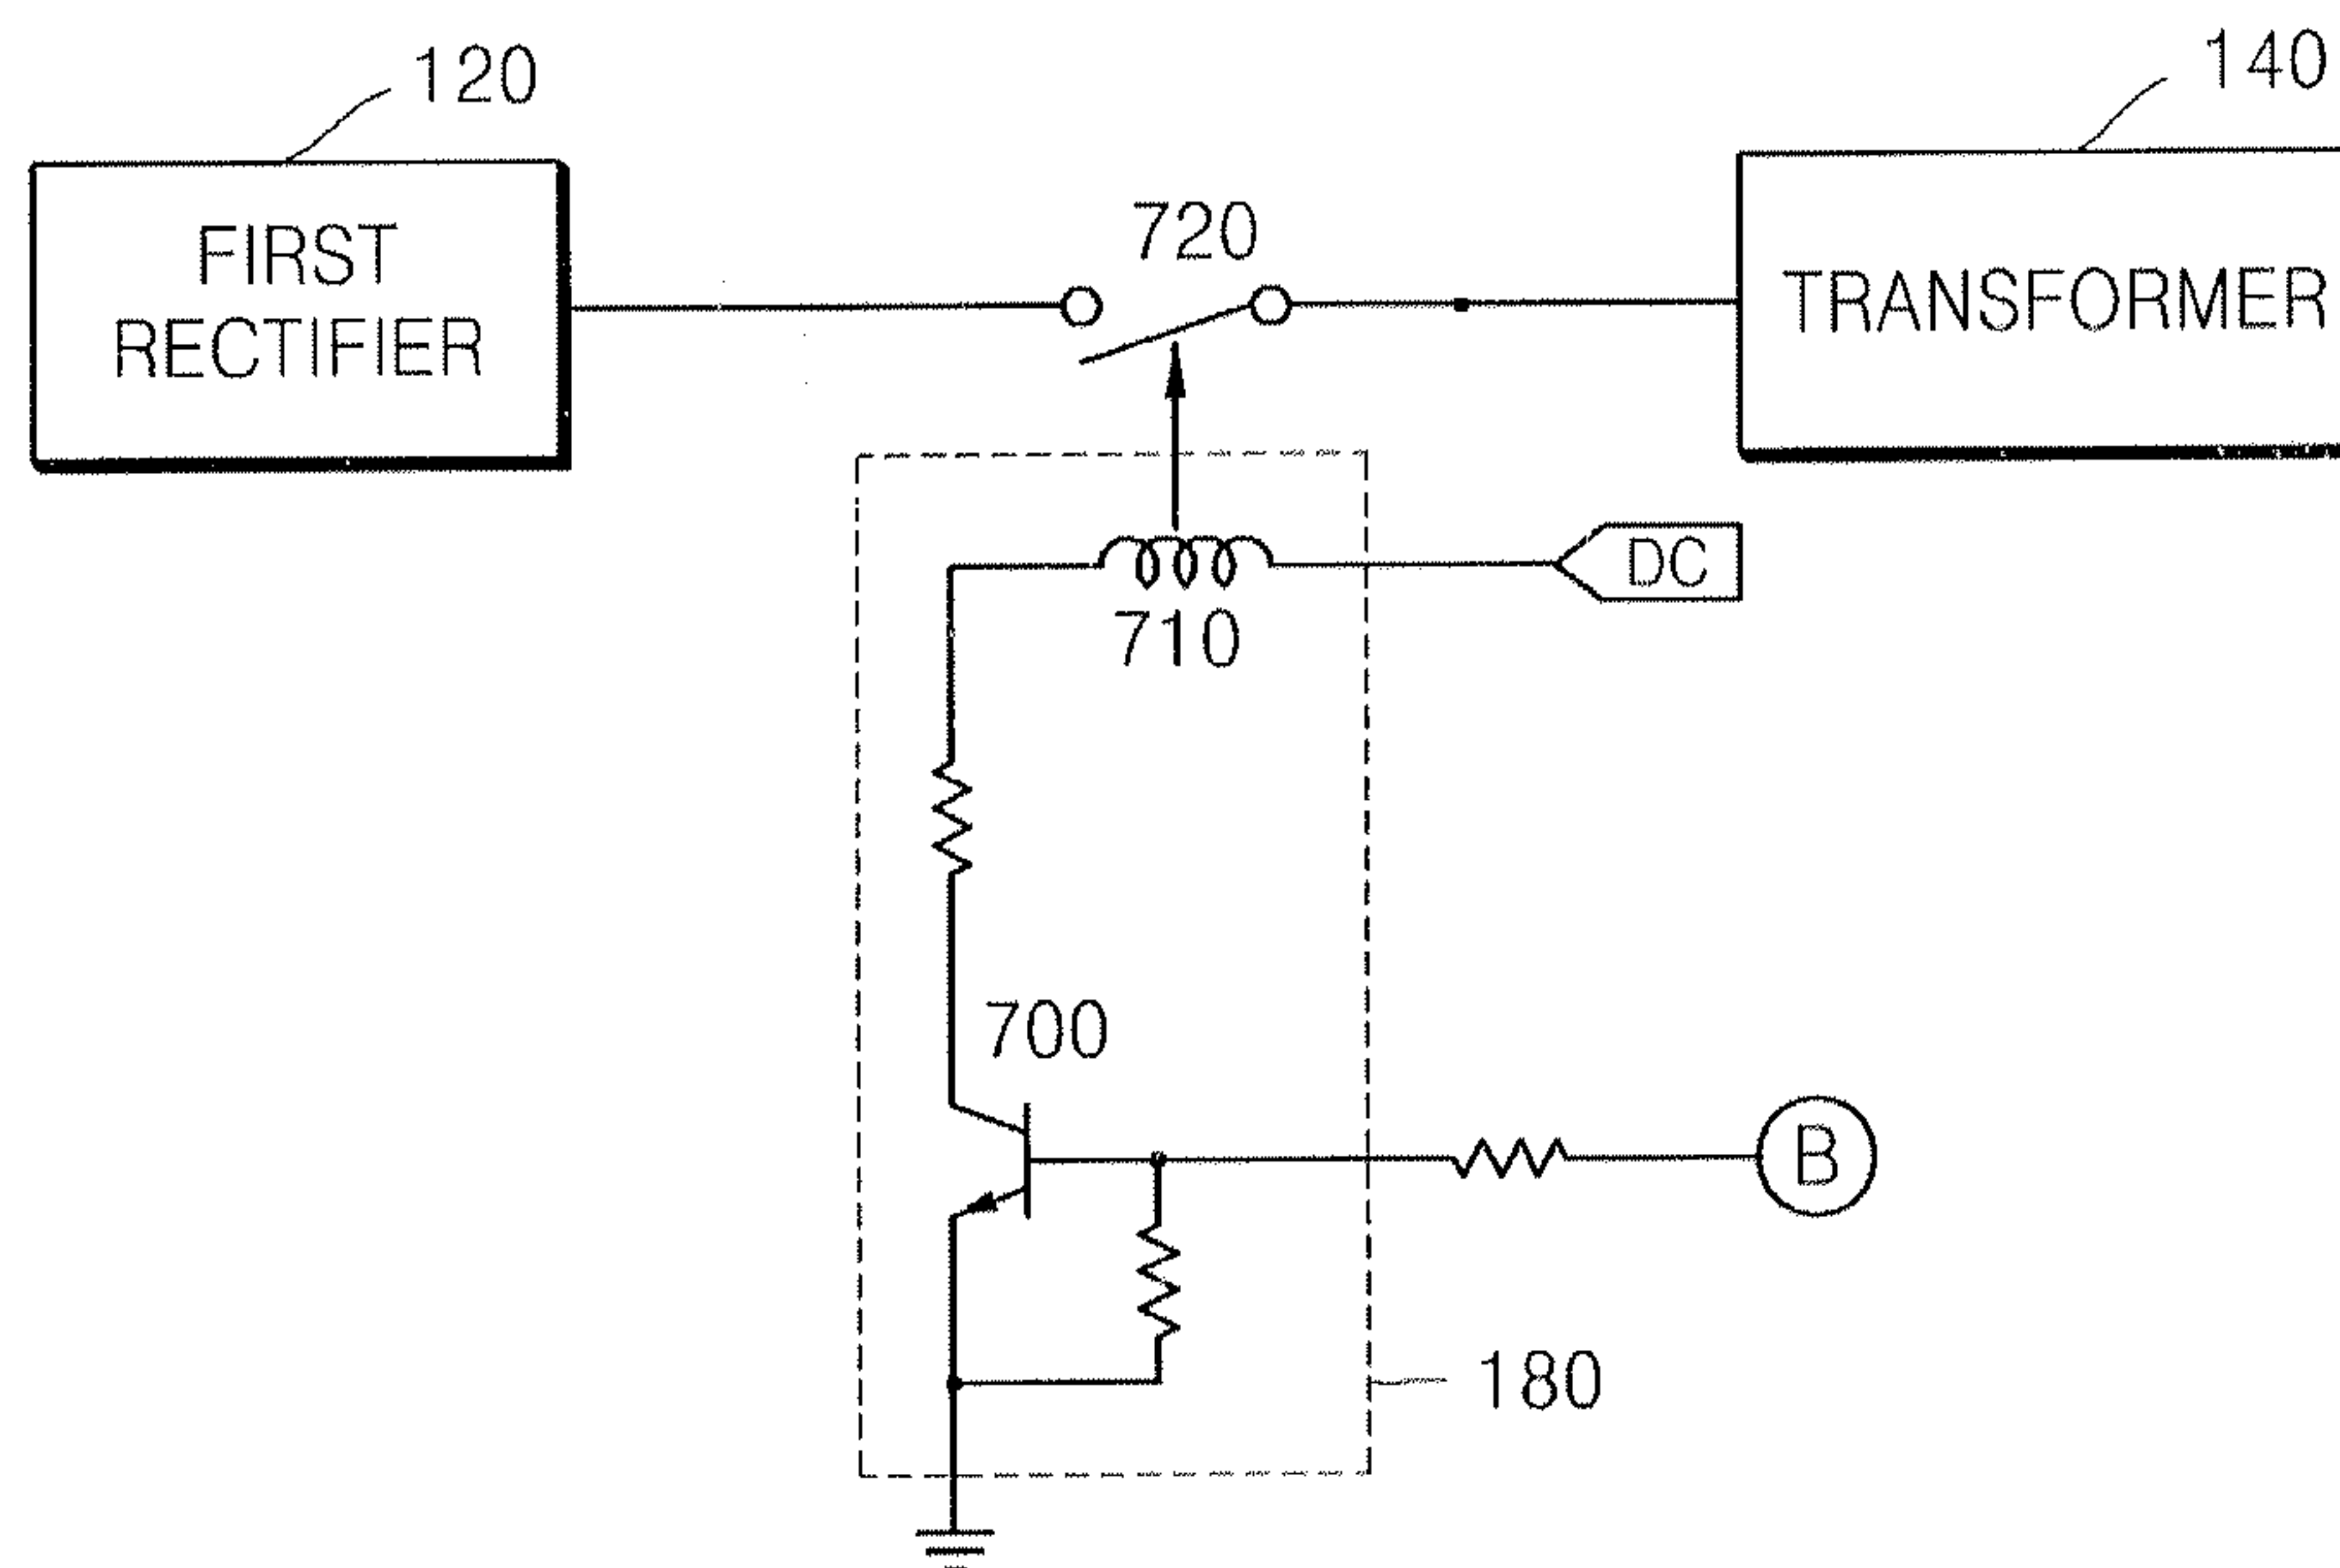 120
140
FIRST
RECTIFIER
720
TRANSFORMER
DC
710
700
B
180